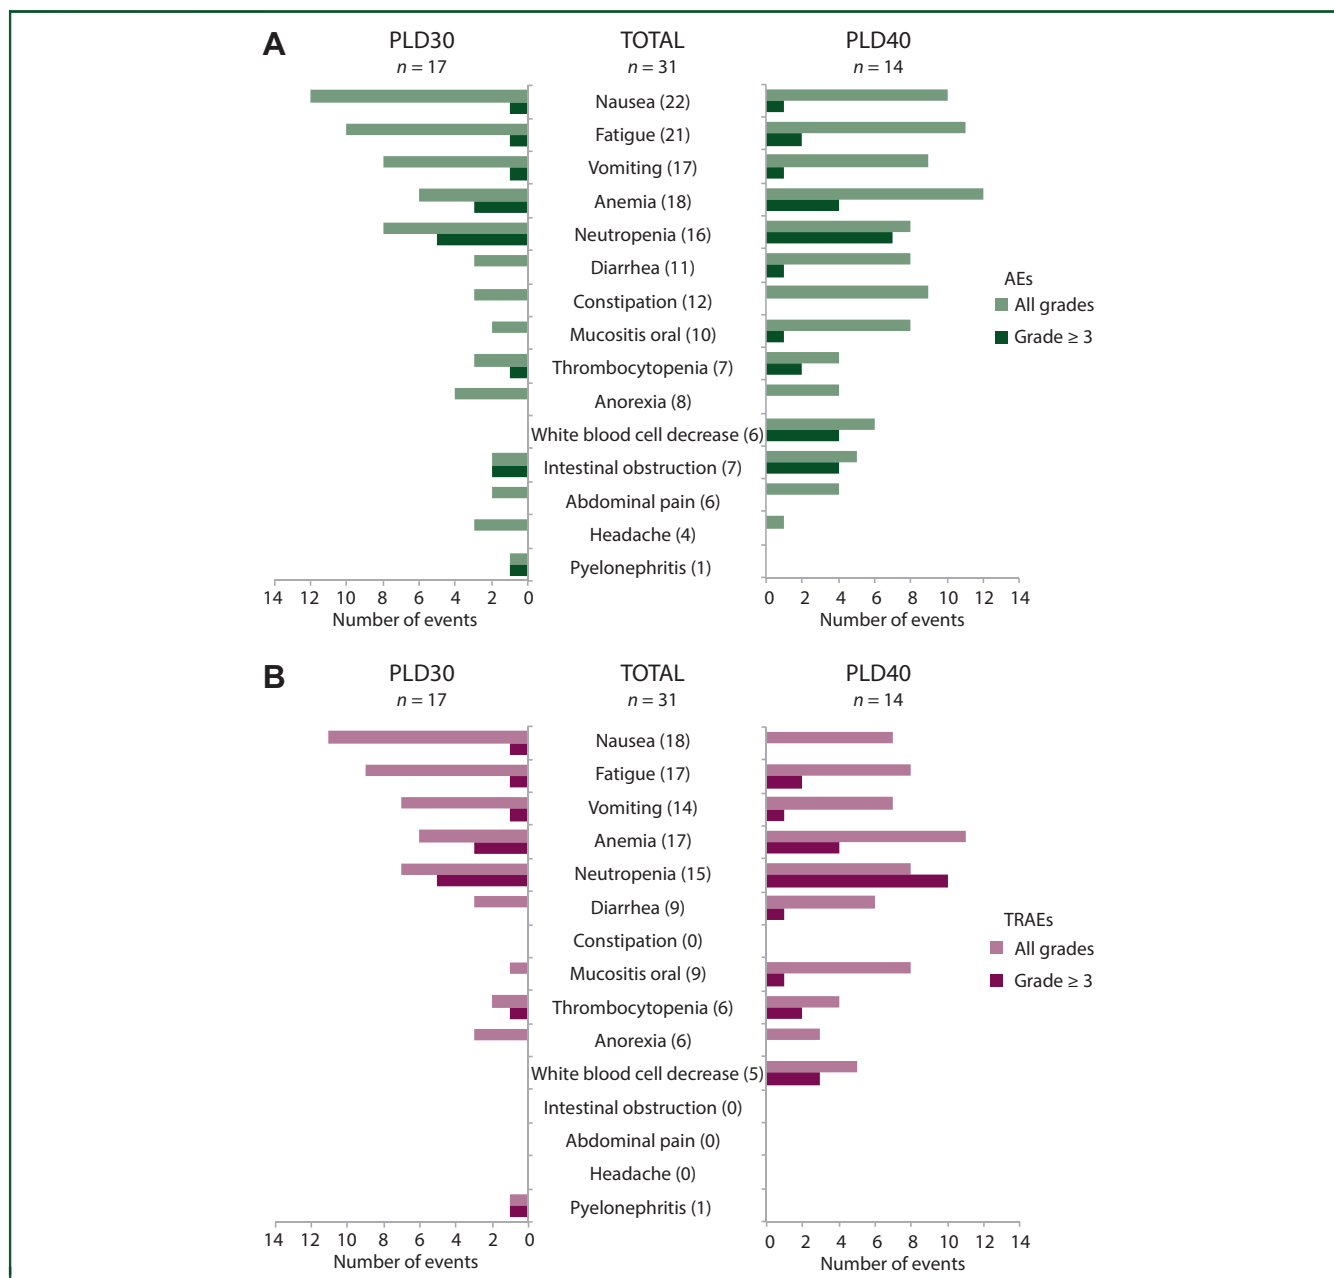 A
PLD30
TOTAL
PLD40
n = 17
n = 31
n = 14
Nausea (22)
Fatigue (21)
Vomiting (17)
Anemia (18)
Neutropenia (16)
Diarrhea (11)
Constipation (12)
Mucositis oral (10)
Thrombocytopenia (7)
Anorexia (8)
White blood cell decrease (6)
Intestinal obstruction (7)
Abdominal pain (6)
Headache (4)
Pyelonephritis (1)
AEs
All grades
Grade ≥ 3
14 12 10 8 6 4 2 0
0 2 4 6 8 10 12 14
Number of events
Number of events
B
PLD30
TOTAL
PLD40
n = 17
n = 31
n = 14
Nausea (18)
Fatigue (17)
Vomiting (14)
Anemia (17)
Neutropenia (15)
Diarrhea (9)
Constipation (0)
Mucositis oral (9)
Thrombocytopenia (6)
Anorexia (6)
White blood cell decrease (5)
Intestinal obstruction (0)
Abdominal pain (0)
Headache (0)
Pyelonephritis (1)
TRAEs
All grades
Grade ≥ 3
14 12 10 8 6 4 2 0
0 2 4 6 8 10 12 14
Number of events
Number of events